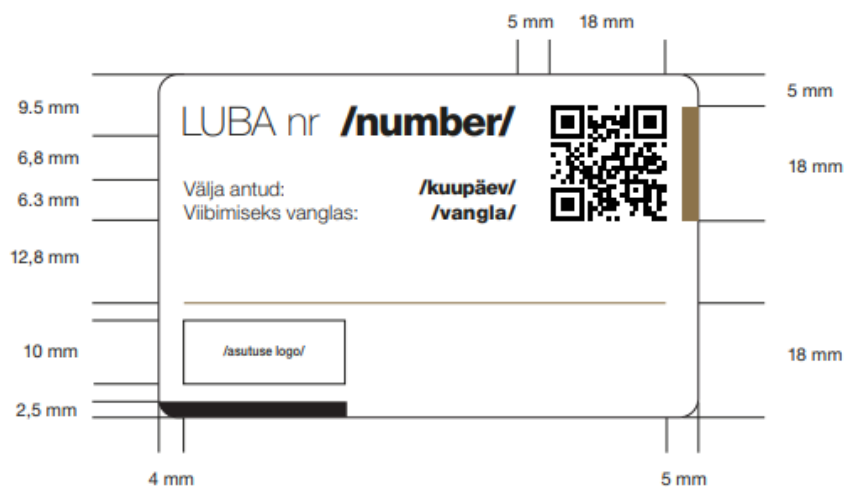 5 mm 18 mm
9.5 mm
5 mm
LUBA nr /number/
6,8 mm
18 mm
Välja antud: /kuupäev/
6.3 mm
Viibimiseks vanglas: /vangla/
12,8 mm
10 mm
/asutuse logo/
18 mm
2,5 mm
4 mm 5 mm